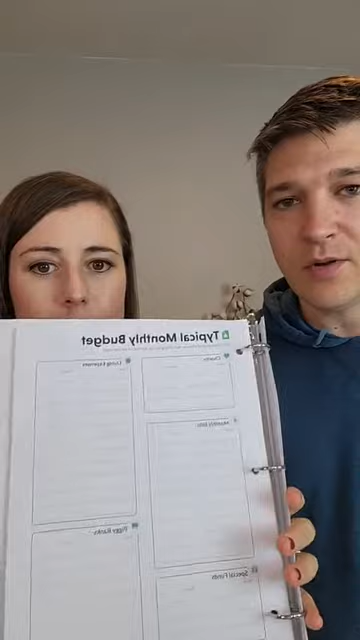 Typical Monthly Budget
Charity
Living Expenses
Monthly Bills
Piggy Banks
Special Funds